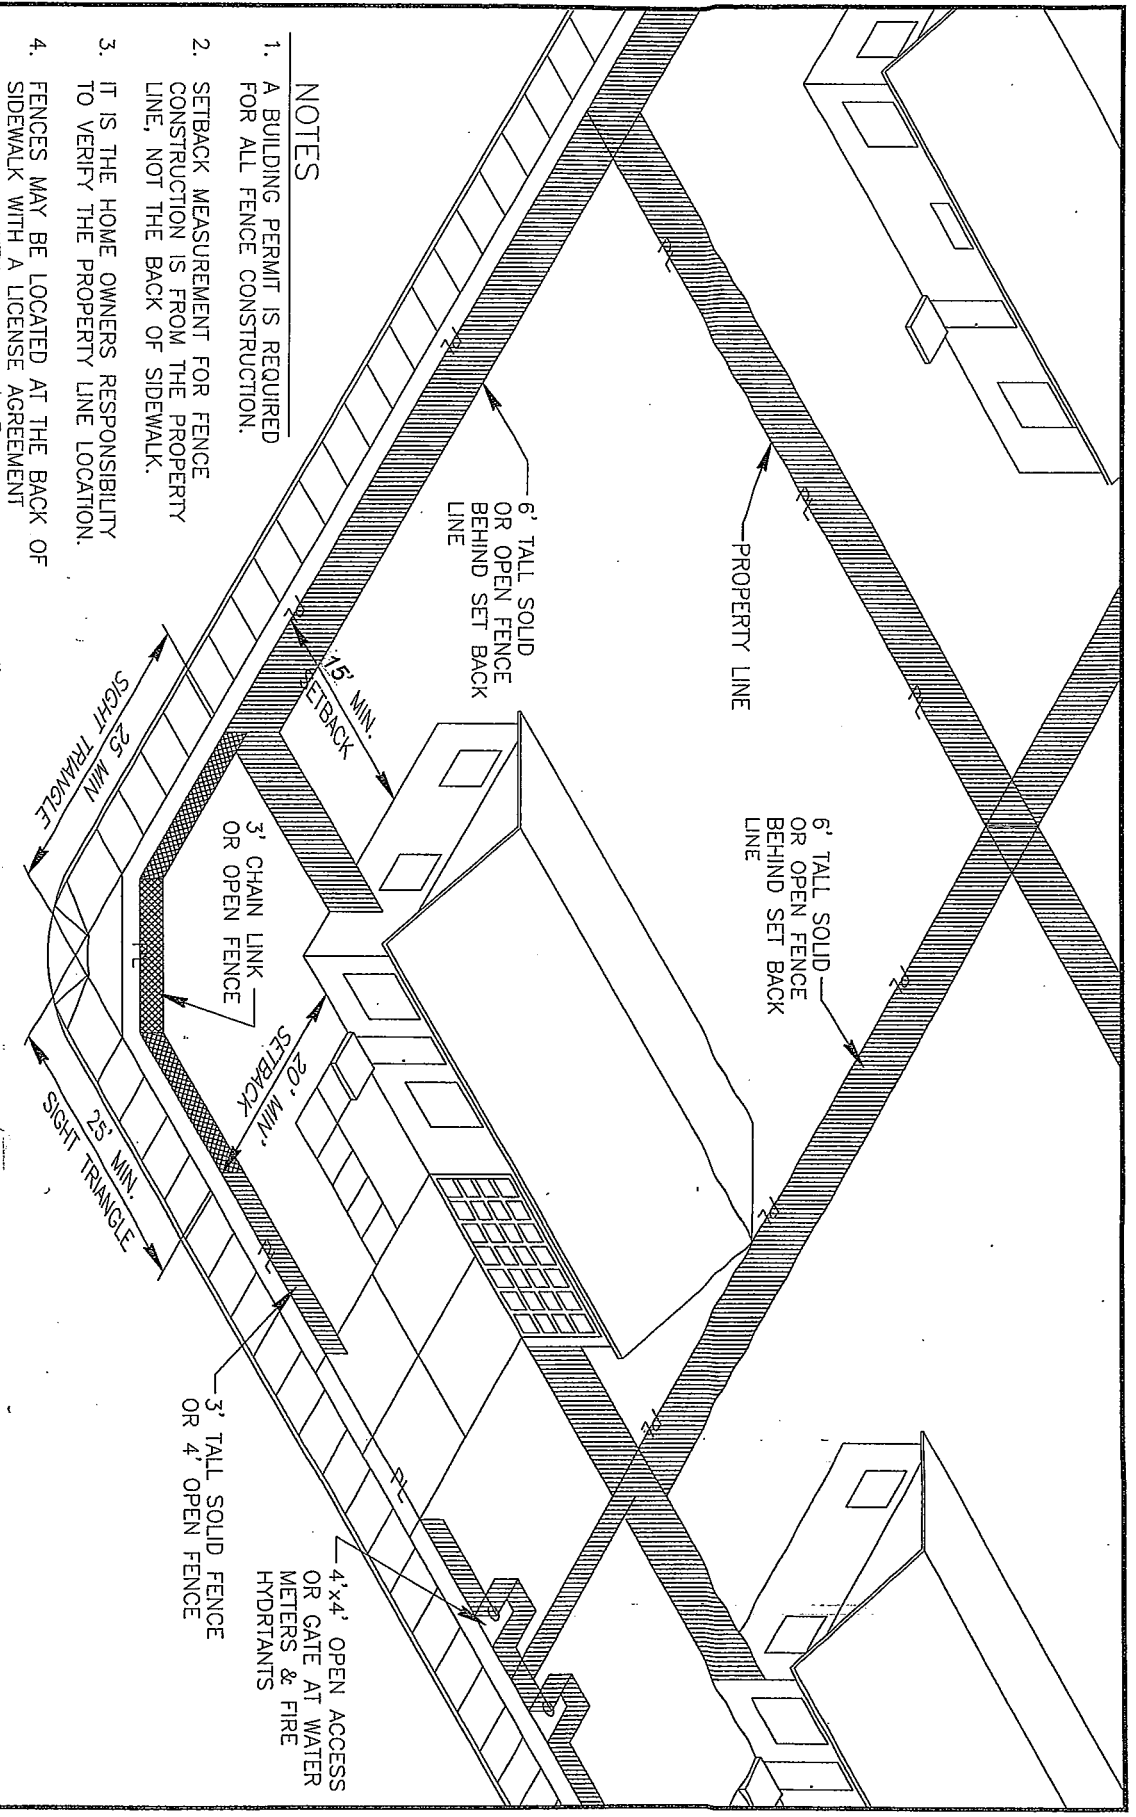 NOTES
1. A BUILDING PERMIT IS REQUIRED
FOR ALL FENCE CONSTRUCTION.
2. SETBACK MEASUREMENT FOR FENCE
CONSTRUCTION IS FROM THE PROPERTY
LINE, NOT THE BACK OF SIDEWALK.
3. IT IS THE HOME OWNERS RESPONSIBILITY
TO VERIFY THE PROPERTY LINE LOCATION.
4. FENCES MAY BE LOCATED AT THE BACK OF
SIDEWALK WITH A LICENSE AGREEMENT
6' TALL SOLID
OR OPEN FENCE
BEHIND SET BACK
LINE
PROPERTY LINE
6' TALL SOLID
OR OPEN FENCE
BEHIND SET BACK
LINE
15' MIN.
SETBACK
3' CHAIN LINK
OR OPEN FENCE
20' MIN'
SETBACK
25 MIN
SIGHT TRIANGLE
25' MIN.
SIGHT TRIANGLE
3' TALL SOLID FENCE
OR 4' OPEN FENCE
4'x4' OPEN ACCESS
OR GATE AT WATER
METERS & FIRE
HYDRTANTS
PL
PL
PL
PL
PL
PL
PL
PL
PL
PL
PL